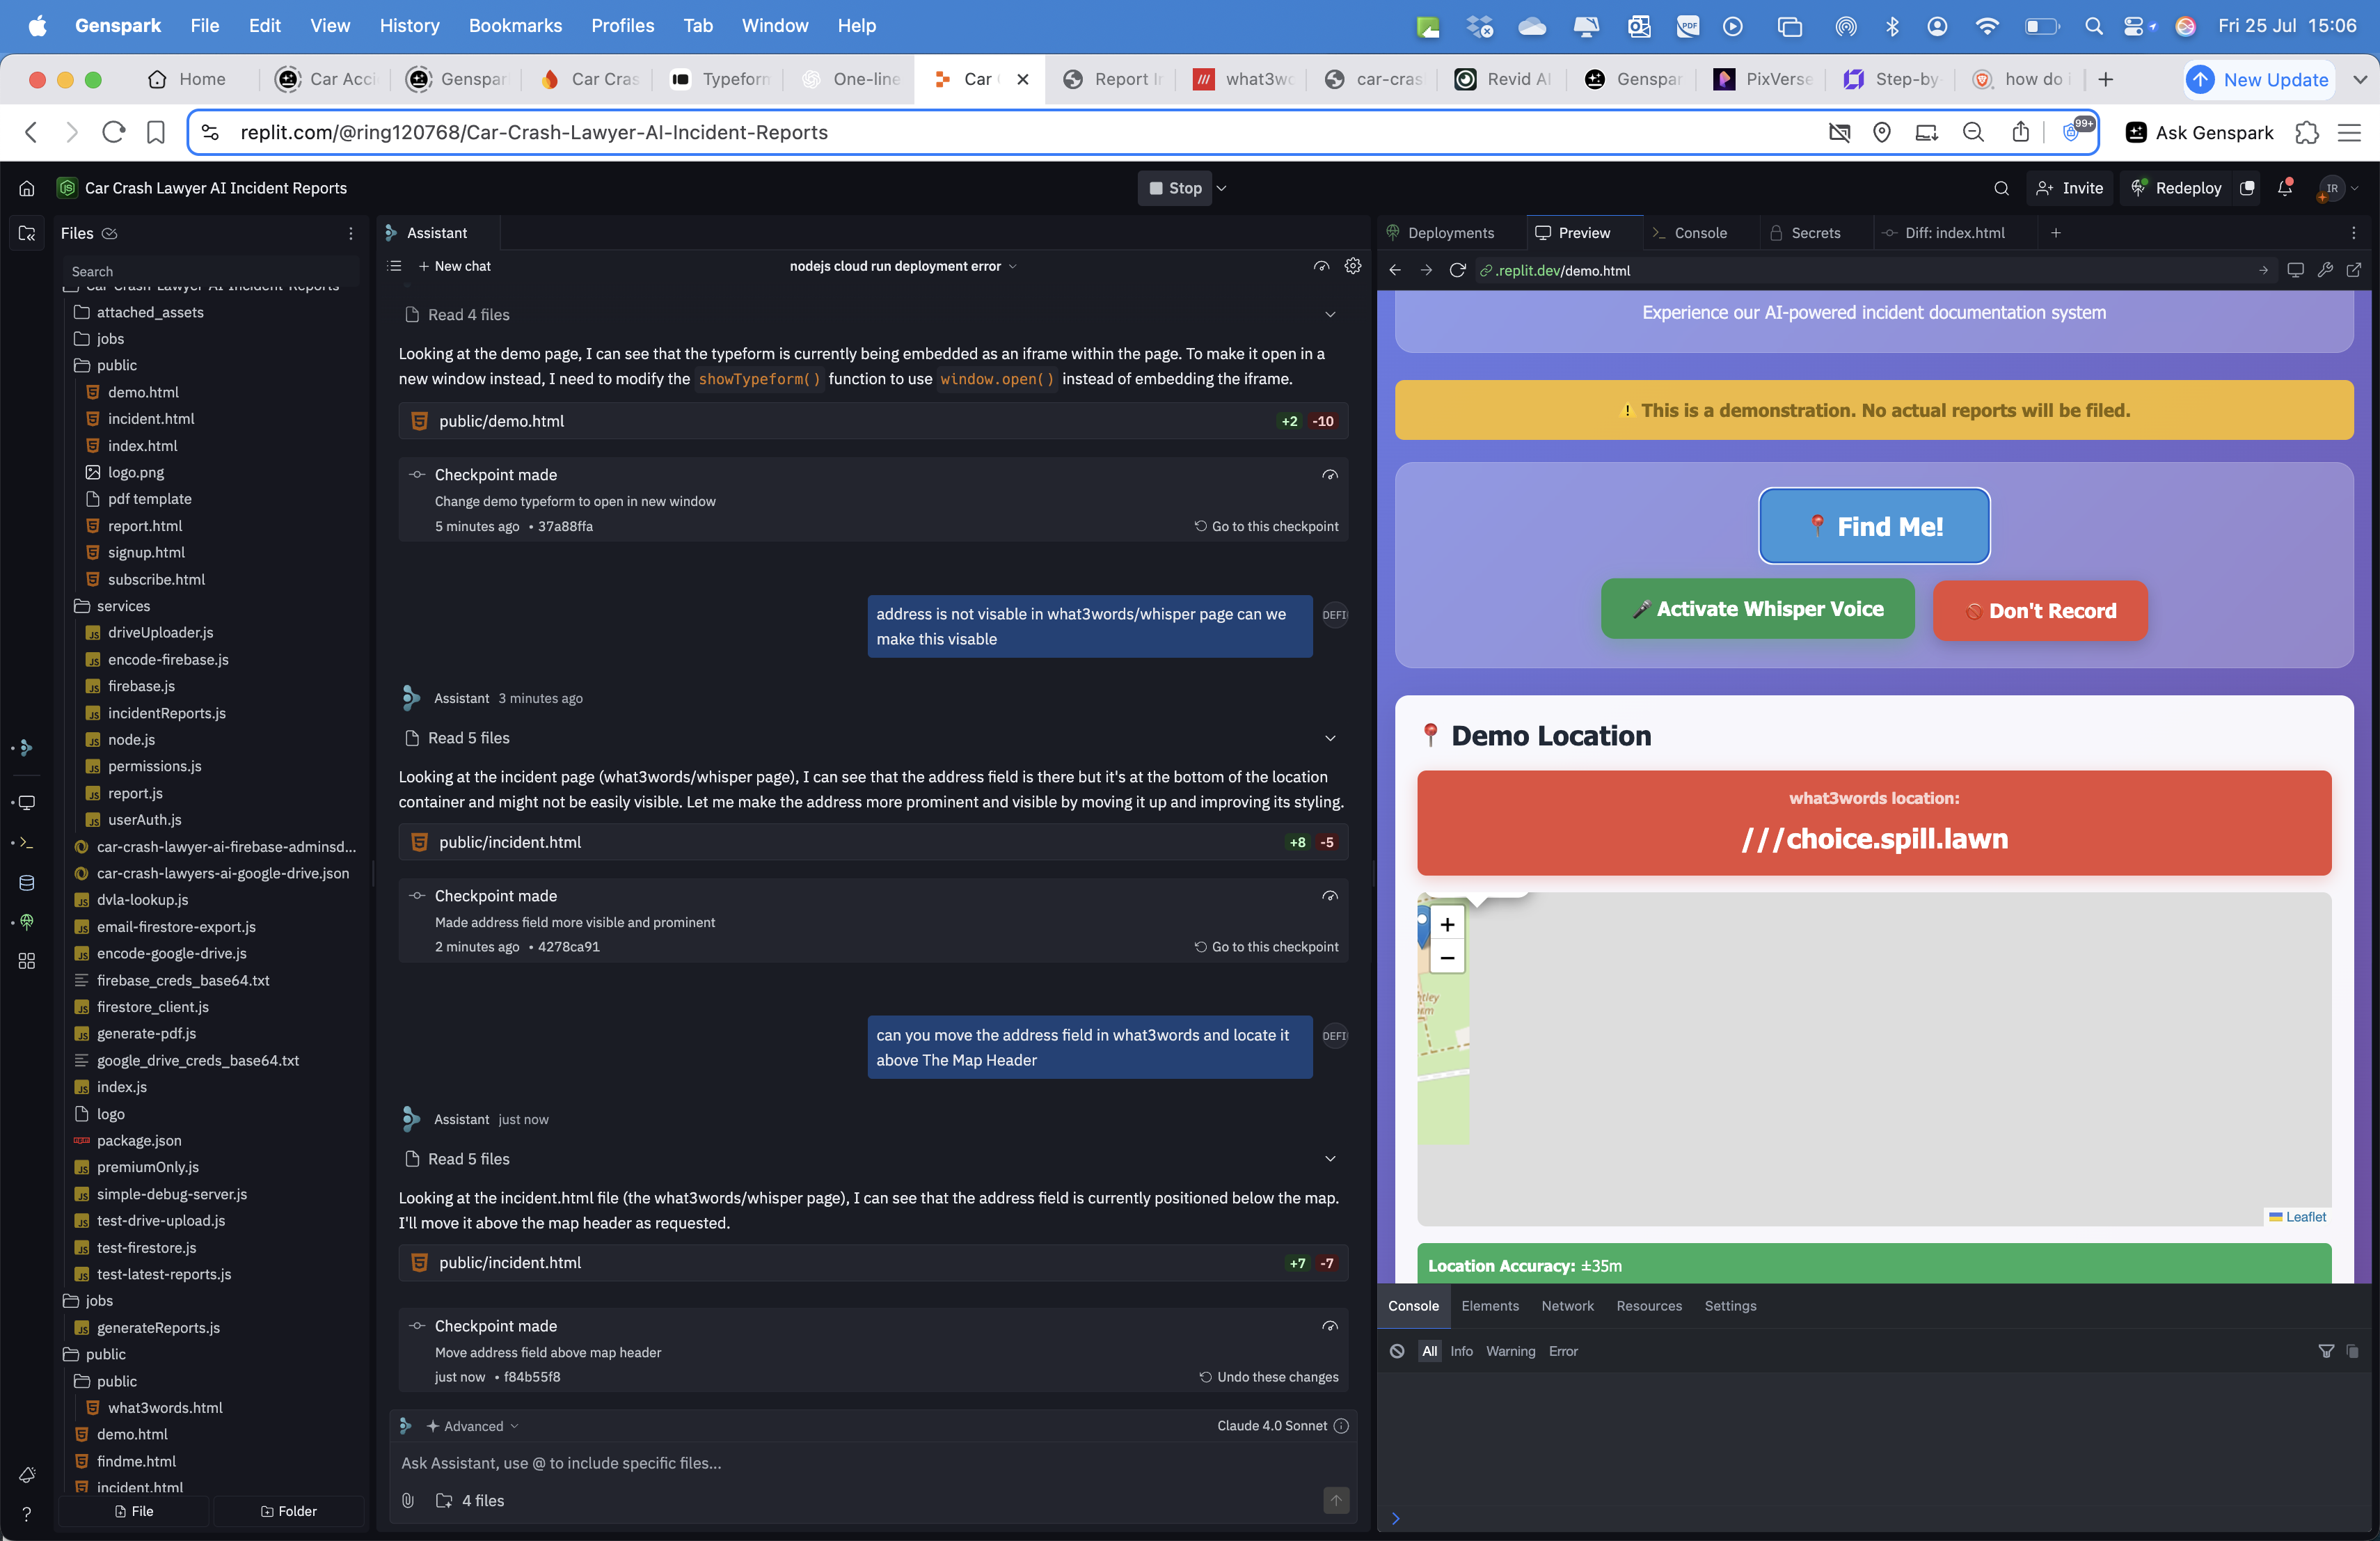 Genspark File Edit View History Bookmarks Profiles Tab Window Help
Fri 25 Jul 15:06
Home
Car Acci
Genspar
Car Cras
Typeform
One-line
Car
Report I
what3wo
car-cras
Revid AI
Genspar
PixVerse
Step-by-
how do i
New Update
replit.com/@ring120768/Car-Crash-Lawyer-AI-Incident-Reports
99+
Ask Genspark
Car Crash Lawyer AI Incident Reports
Stop
Invite
Redeploy
IR
Files
Search
Car-Crash-Lawyer-AI-Incident-Reports
attached_assets
jobs
public
demo.html
incident.html
index.html
logo.png
pdf template
report.html
signup.html
subscribe.html
services
driveUploader.js
encode-firebase.js
firebase.js
incidentReports.js
node.js
permissions.js
report.js
userAuth.js
car-crash-lawyer-ai-firebase-adminsd...
car-crash-lawyers-ai-google-drive.json
dvla-lookup.js
email-firestore-export.js
encode-google-drive.js
firebase_creds_base64.txt
firestore_client.js
generate-pdf.js
google_drive_creds_base64.txt
index.js
logo
package.json
premiumOnly.js
simple-debug-server.js
test-drive-upload.js
test-firestore.js
test-latest-reports.js
jobs
generateReports.js
public
public
what3words.html
demo.html
findme.html
incident.html
File
Folder
Assistant
New chat
nodejs cloud run deployment error
Read 4 files
Looking at the demo page, I can see that the typeform is currently being embedded as an iframe within the page. To make it open in a
new window instead, I need to modify the showTypeform() function to use window.open() instead of embedding the iframe.
public/demo.html +2 -10
Checkpoint made
Change demo typeform to open in new window
5 minutes ago • 37a88ffa
Go to this checkpoint
address is not visable in what3words/whisper page can we
make this visable
DEFI
Assistant 3 minutes ago
Read 5 files
Looking at the incident page (what3words/whisper page), I can see that the address field is there but it's at the bottom of the location
container and might not be easily visible. Let me make the address more prominent and visible by moving it up and improving its styling.
public/incident.html +8 -5
Checkpoint made
Made address field more visible and prominent
2 minutes ago • 4278ca91
Go to this checkpoint
can you move the address field in what3words and locate it
above The Map Header
DEFI
Assistant just now
Read 5 files
Looking at the incident.html file (the what3words/whisper page), I can see that the address field is currently positioned below the map.
I'll move it above the map header as requested.
public/incident.html +7 -7
Checkpoint made
Move address field above map header
just now • f84b55f8
Undo these changes
Advanced
Claude 4.0 Sonnet
Ask Assistant, use @ to include specific files...
4 files
Deployments
Preview
Console
Secrets
Diff: index.html
.replit.dev/demo.html
Experience our AI-powered incident documentation system
This is a demonstration. No actual reports will be filed.
Find Me!
Activate Whisper Voice
Don't Record
Demo Location
what3words location:
///choice.spill.lawn
+
−
Leaflet
Location Accuracy: ±35m
Console Elements Network Resources Settings
All Info Warning Error